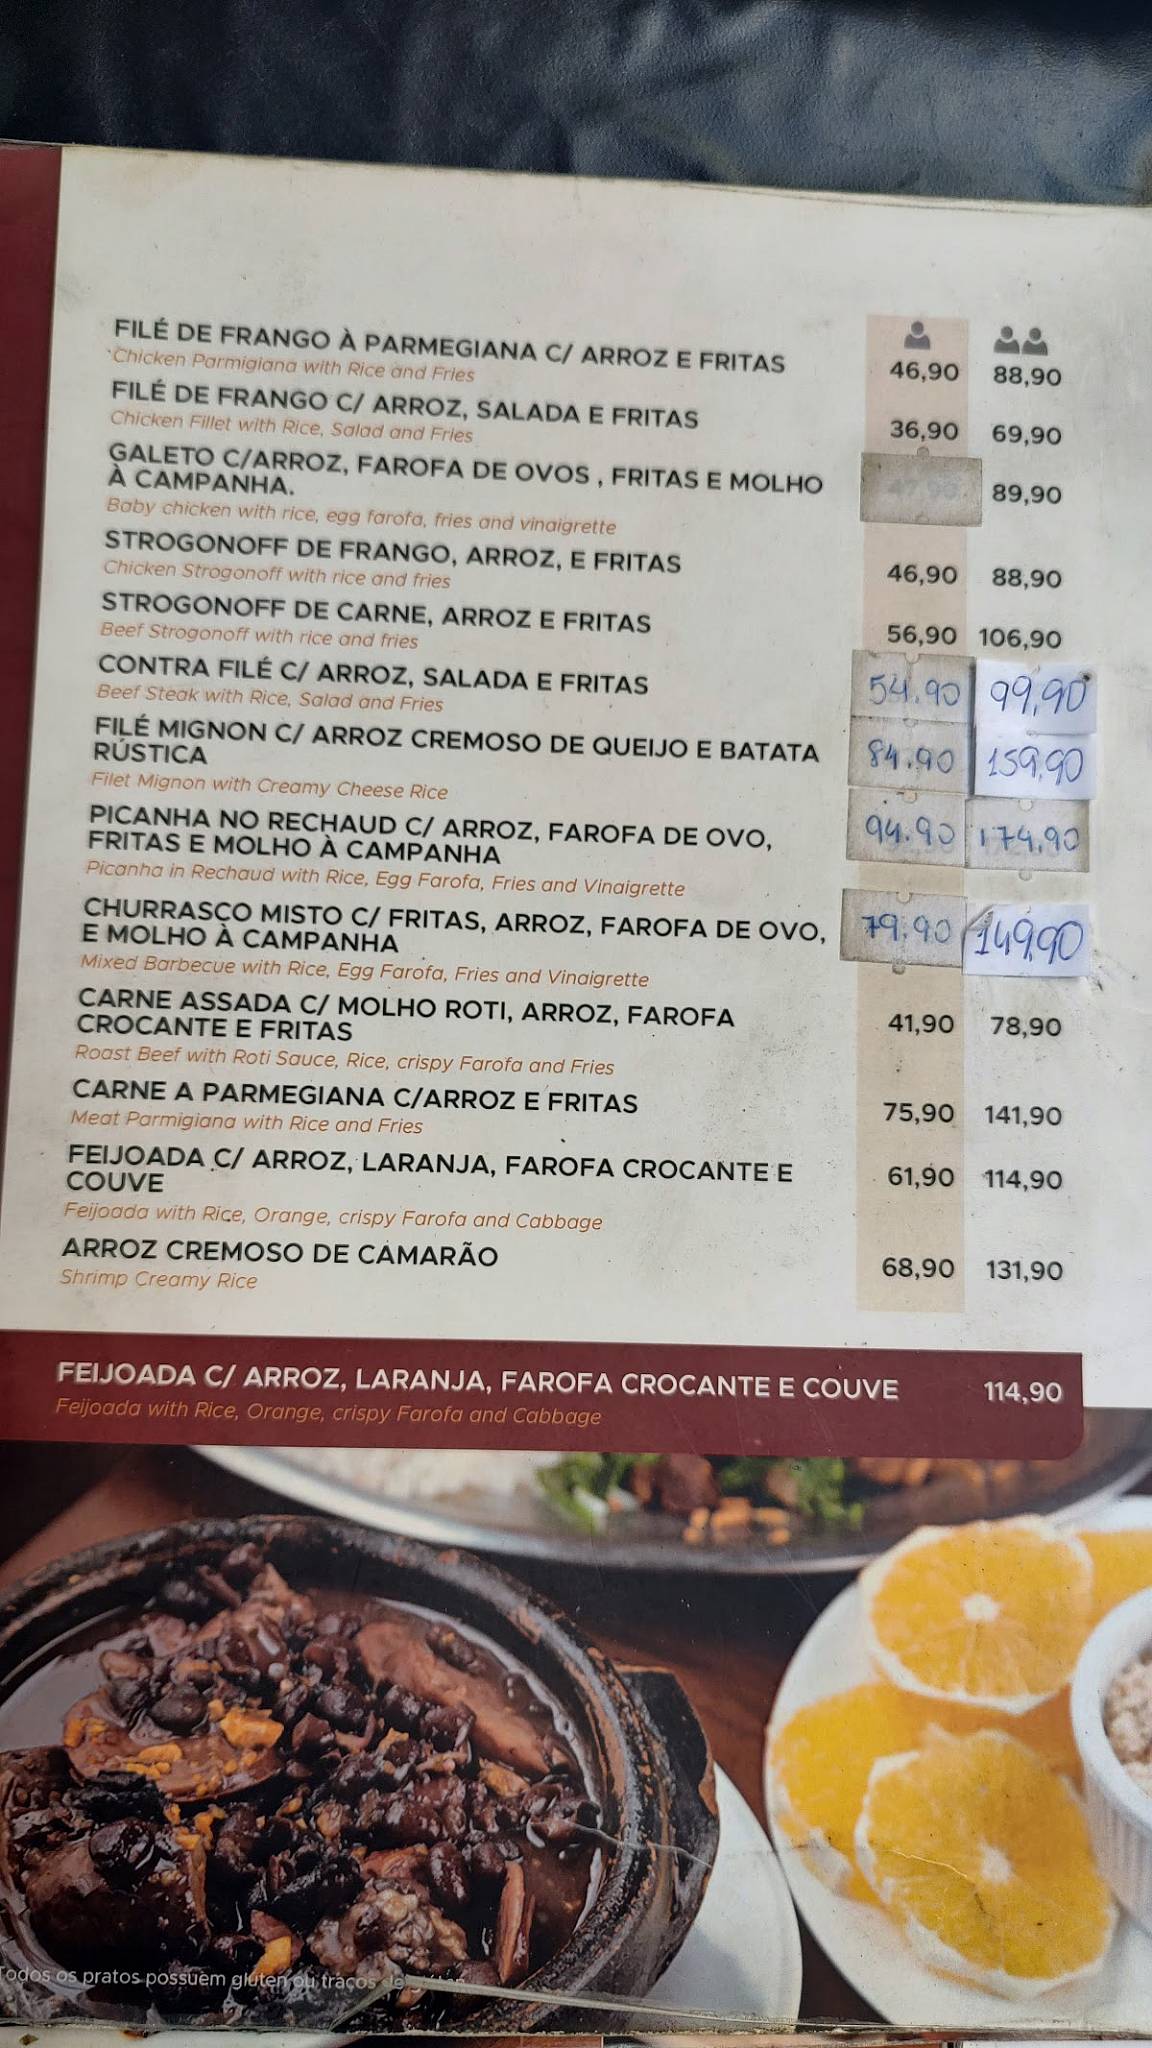 FILÉ DE FRANGO À PARMEGIANA C/ ARROZ E FRITAS 46,90 88,90
Chicken Parmigiana with Rice and Fries
FILÉ DE FRANGO C/ ARROZ, SALADA E FRITAS 36,90 69,90
Chicken Fillet with Rice, Salad and Fries
GALETO C/ARROZ, FAROFA DE OVOS , FRITAS E MOLHO 89,90
À CAMPANHA.
Baby chicken with rice, egg farofa, fries and vinaigrette
STROGONOFF DE FRANGO, ARROZ, E FRITAS 46,90 88,90
Chicken Strogonoff with rice and fries
STROGONOFF DE CARNE, ARROZ E FRITAS 56,90 106,90
Beef Strogonoff with rice and fries
CONTRA FILÉ C/ ARROZ, SALADA E FRITAS 54.90 99,90
Beef Steak with Rice, Salad and Fries
FILÉ MIGNON C/ ARROZ CREMOSO DE QUEIJO E BATATA 84.90 159,90
RÚSTICA
Filet Mignon with Creamy Cheese Rice
PICANHA NO RECHAUD C/ ARROZ, FAROFA DE OVO, 94.90 174,90
FRITAS E MOLHO À CAMPANHA
Picanha in Rechaud with Rice, Egg Farofa, Fries and Vinaigrette
CHURRASCO MISTO C/ FRITAS, ARROZ, FAROFA DE OVO, 79.90 149,90
E MOLHO À CAMPANHA
Mixed Barbecue with Rice, Egg Farofa, Fries and Vinaigrette
CARNE ASSADA C/ MOLHO ROTI, ARROZ, FAROFA 41,90 78,90
CROCANTE E FRITAS
Roast Beef with Roti Sauce, Rice, crispy Farofa and Fries
CARNE A PARMEGIANA C/ARROZ E FRITAS 75,90 141,90
Meat Parmigiana with Rice and Fries
FEIJOADA C/ ARROZ, LARANJA, FAROFA CROCANTE E 61,90 114,90
COUVE
Feijoada with Rice, Orange, crispy Farofa and Cabbage
ARROZ CREMOSO DE CAMARÃO 68,90 131,90
Shrimp Creamy Rice
FEIJOADA C/ ARROZ, LARANJA, FAROFA CROCANTE E COUVE 114,90
Feijoada with Rice, Orange, crispy Farofa and Cabbage
Todos os pratos possuem glúten ou traços de